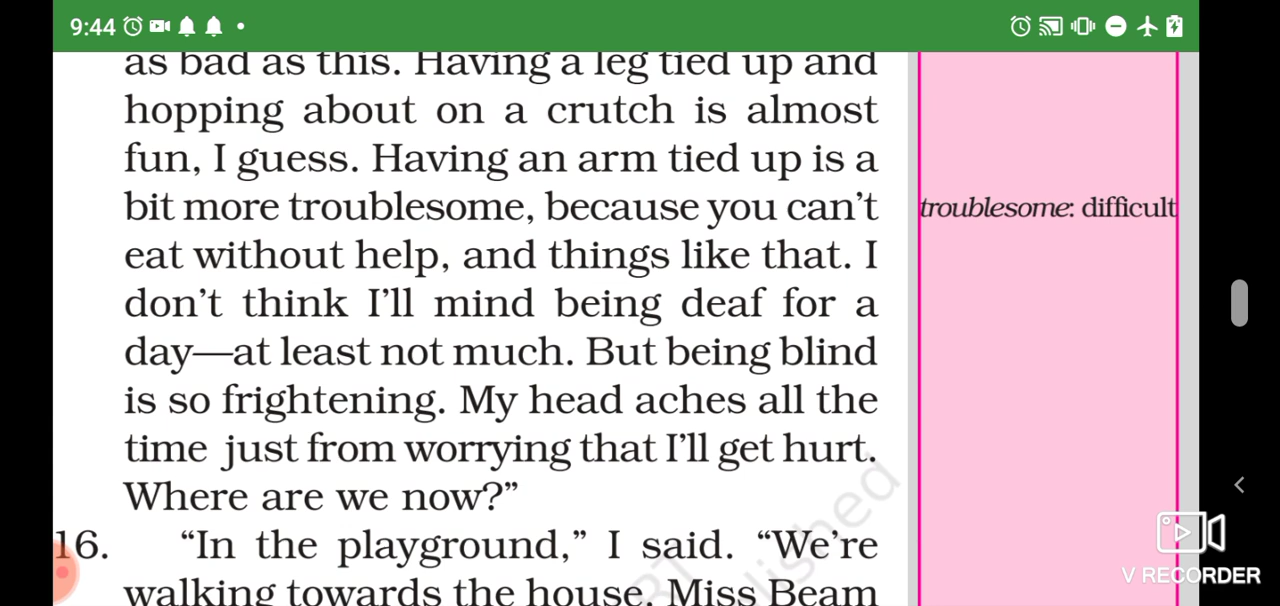 9:44
as bad as this. Having a leg tied up and
hopping about on a crutch is almost
fun, I guess. Having an arm tied up is a
bit more troublesome, because you can't
eat without help, and things like that. I
don't think I'll mind being deaf for a
day—at least not much. But being blind
is so frightening. My head aches all the
time just from worrying that I'll get hurt.
Where are we now?”
16. “In the playground,” I said. “We're
walking towards the house. Miss Beam
troublesome: difficult
lished
V RECORDER